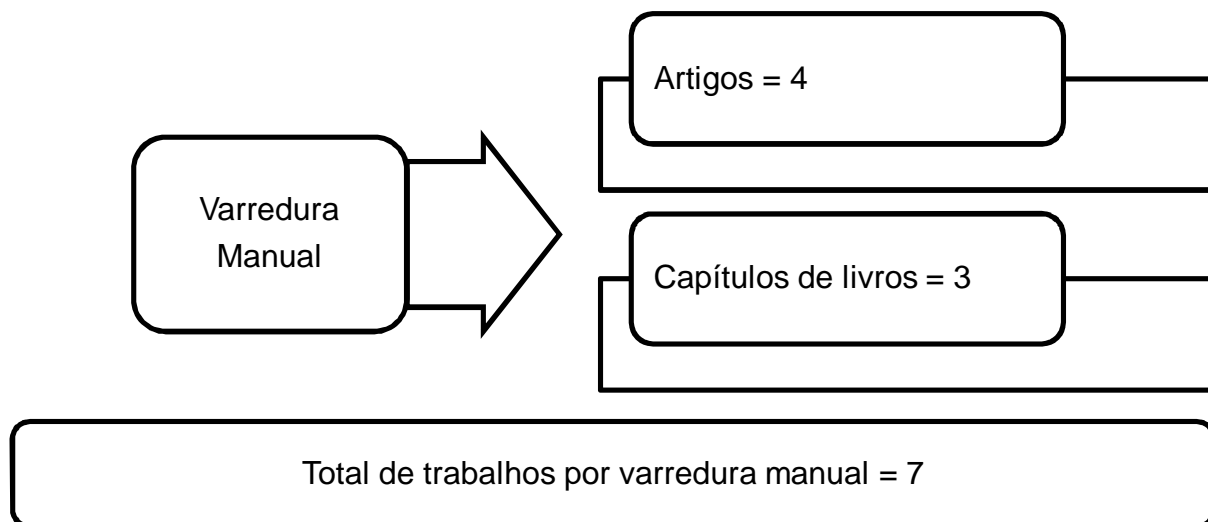 Varredura
Manual
Artigos = 4
Capítulos de livros = 3
Total de trabalhos por varredura manual = 7